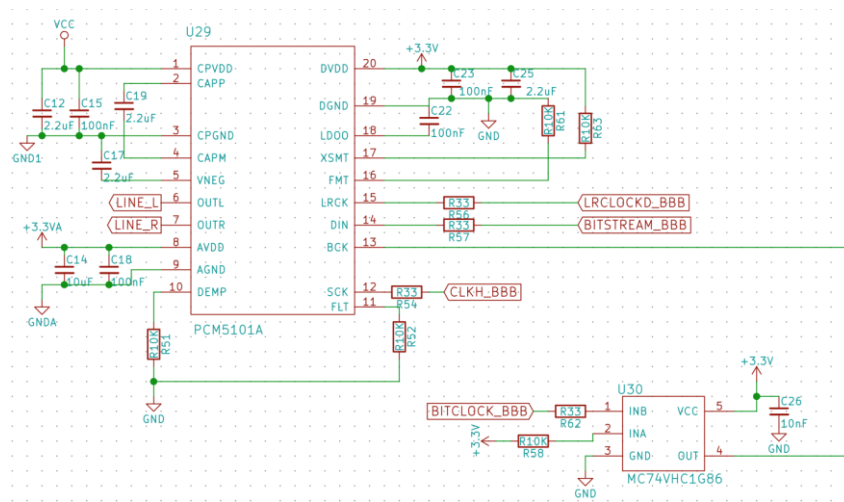 VCC
U29
+3.3V
1 CPVDD DVDD 20
2 CAPP
C12 2.2uF
C15 100nF
C19 2.2uF
C23 100nF
C25 2.2uF
DGND 19
C22 100nF
GND
R10K R61
R10K R63
3 CPGND LDOO 18
GND1
C17 2.2uF
4 CAPM XSMT 17
5 VNEG FMT 16
LINE_L 6 OUTL LRCK 15 R33 R56 LRCLOCKD_BBB
LINE_R 7 OUTR DIN 14 R33 R57 BITSTREAM_BBB
+3.3VA
8 AVDD BCK 13
C14 10uF
C18 100nF
9 AGND
GNDA
10 DEMP SCK 12 R33 R54 CLKH_BBB
FLT 11
PCM5101A
R10K R51
R10K R52
GND
+3.3V
U30
BITCLOCK_BBB R33 R62 1 INB VCC 5
C26 10nF
GND
+3.3V R10K R58 2 INA
3 GND OUT 4
GND
MC74VHC1G86